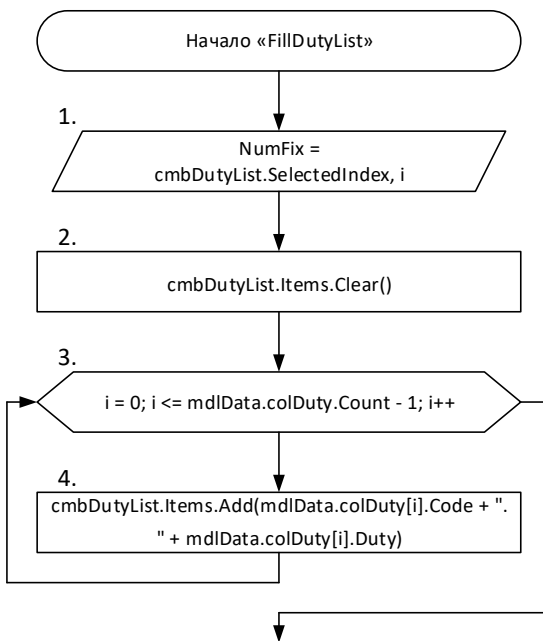 Начало «FillDutyList»
1.
NumFix =
cmbDutyList.SelectedIndex, i
2.
cmbDutyList.Items.Clear()
3.
i = 0; i <= mdlData.colDuty.Count - 1; i++
4.
cmbDutyList.Items.Add(mdlData.colDuty[i].Code + ".
" + mdlData.colDuty[i].Duty)